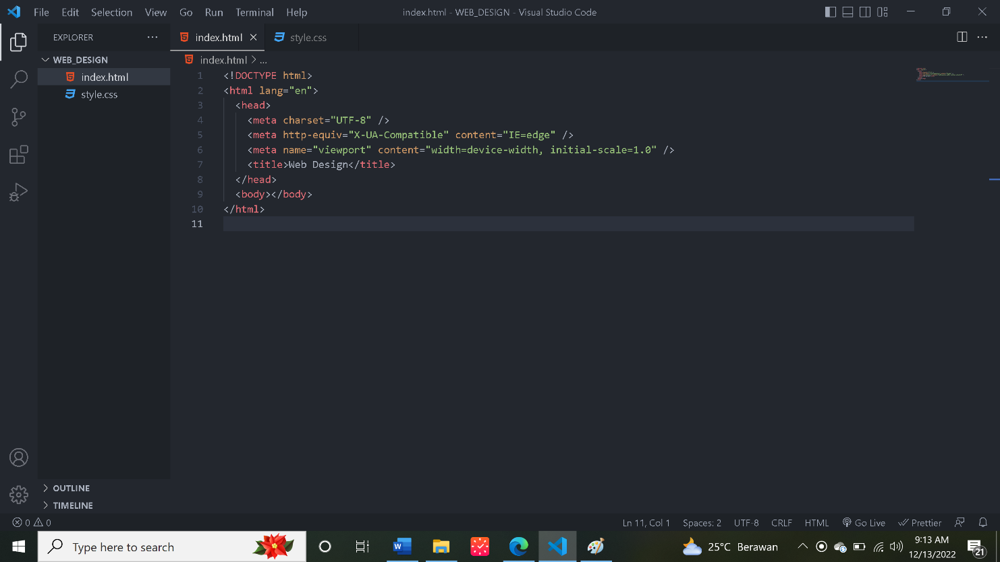 File Edit Selection View Go Run Terminal Help index.html - WEB_DESIGN - Visual Studio Code
EXPLORER
index.html style.css
WEB_DESIGN
index.html
style.css
index.html > ...
1 <!DOCTYPE html>
2 <html lang="en">
3 <head>
4 <meta charset="UTF-8" />
5 <meta http-equiv="X-UA-Compatible" content="IE=edge" />
6 <meta name="viewport" content="width=device-width, initial-scale=1.0" />
7 <title>Web Design</title>
8 </head>
9 <body></body>
10 </html>
11
OUTLINE
TIMELINE
0 0 Ln 11, Col 1 Spaces: 2 UTF-8 CRLF HTML Go Live Prettier
Type here to search
25°C Berawan
9:13 AM
12/13/2022
21